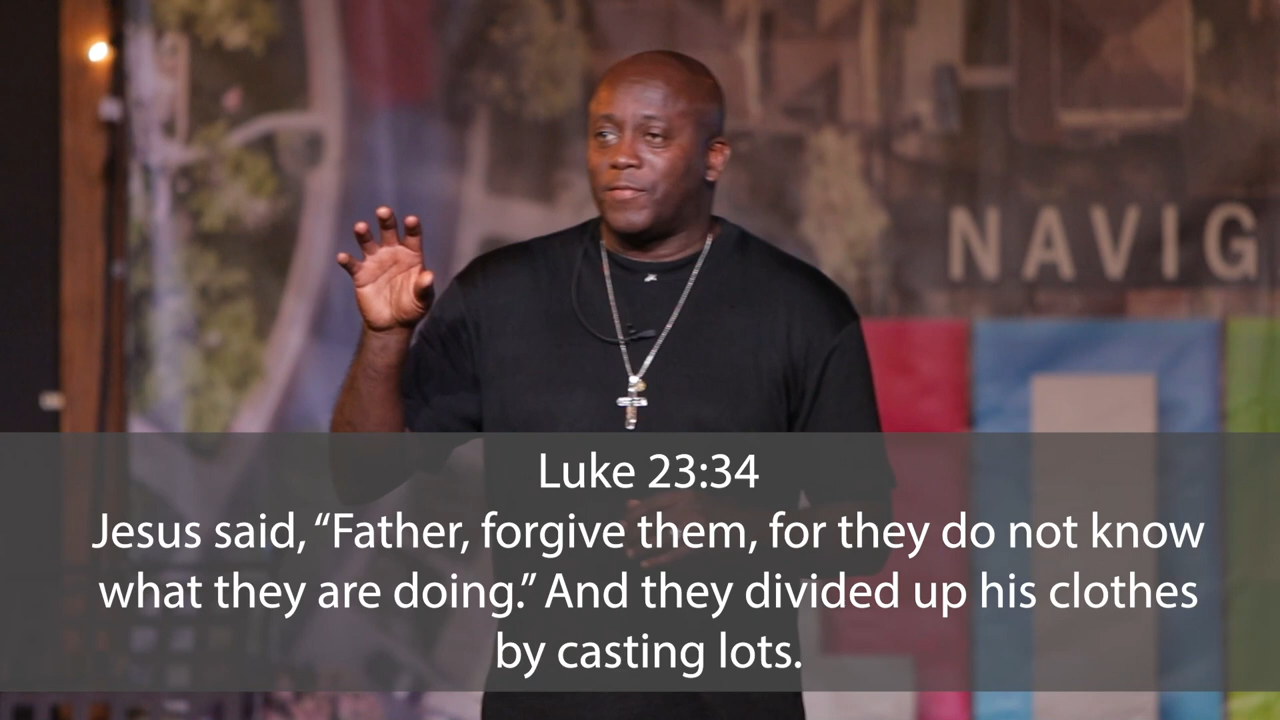 NAVIG
Luke 23:34
Jesus said, “Father, forgive them, for they do not know
what they are doing.” And they divided up his clothes
by casting lots.